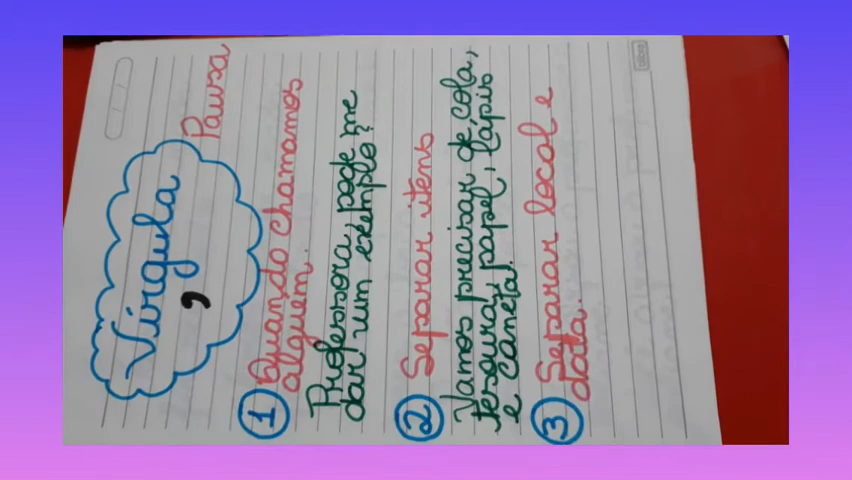 Vírgula
,
Pausa
1 Quando chamamos
alguém.
Professora, pode me
dar um exemplo?
2 Separar itens
Vamos precisar de cola,
tesoura, papel, lápis
e caneta.
3 Separar local e
data.